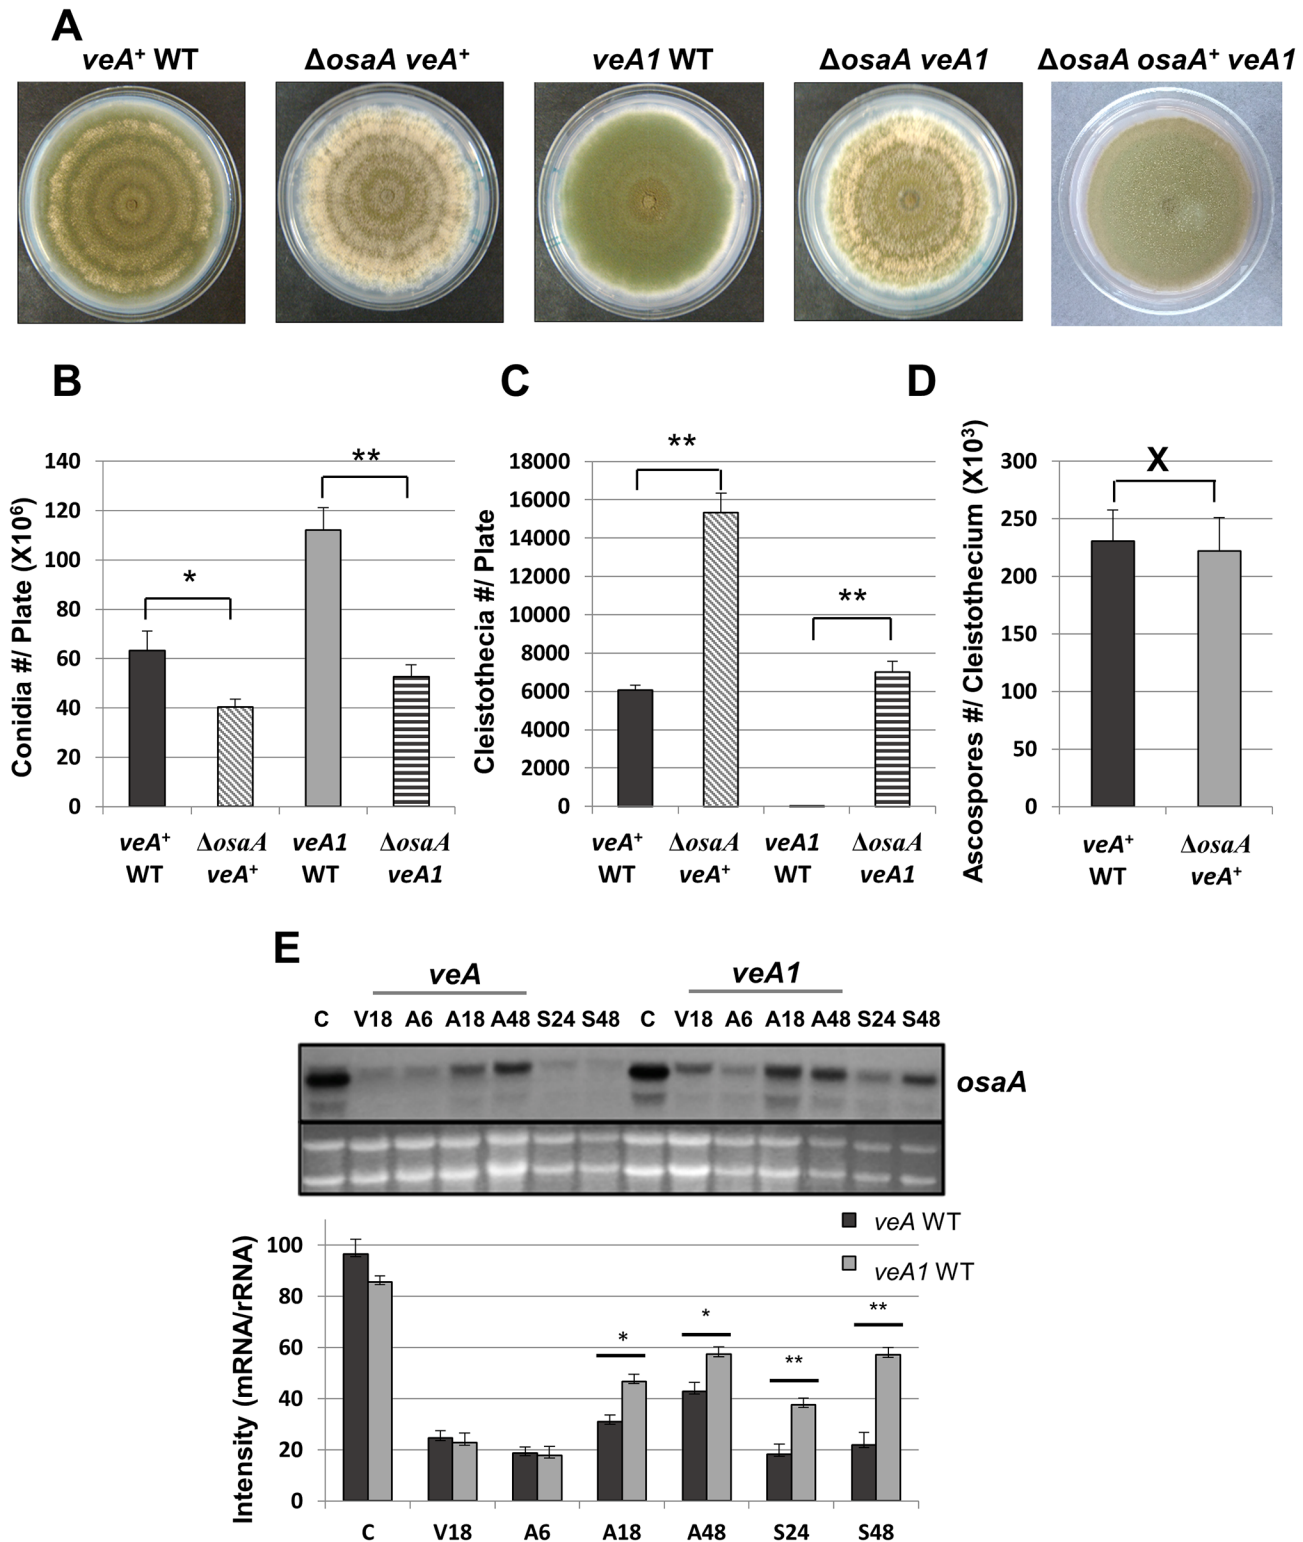 A
veA+ WT
ΔosaA veA+
veA1 WT
ΔosaA veA1
ΔosaA osaA+ veA1
B
C
D
Conidia #/ Plate (X10⁶)
140
120
100
80
60
40
20
0
*
**
veA+ WT
ΔosaA veA+
veA1 WT
ΔosaA veA1
Cleistothecia #/ Plate
18000
16000
14000
12000
10000
8000
6000
4000
2000
0
**
**
veA+ WT
ΔosaA veA+
veA1 WT
ΔosaA veA1
Ascospores #/ Cleistothecium (X10³)
300
250
200
150
100
50
0
X
veA+ WT
ΔosaA veA+
E
veA
veA1
C V18 A6 A18 A48 S24 S48 C V18 A6 A18 A48 S24 S48
osaA
veA WT
veA1 WT
Intensity (mRNA/rRNA)
100
80
60
40
20
0
*
*
**
**
C V18 A6 A18 A48 S24 S48